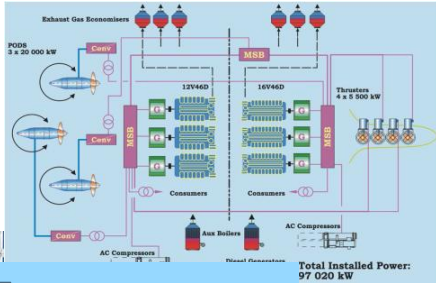 Exhaust Gas Economisers
PODS
3 x 20 000 kW
Conv
MSB
12V46D
16V46D
Thrusters
4 x 5 500 kW
G
G
MSB
MSB
Conv
G
G
G
G
Consumers
Consumers
Conv
Aux Boilers
AC Compressors
AC Compressors
Diesel Generators
Total Installed Power:
97 020 kW